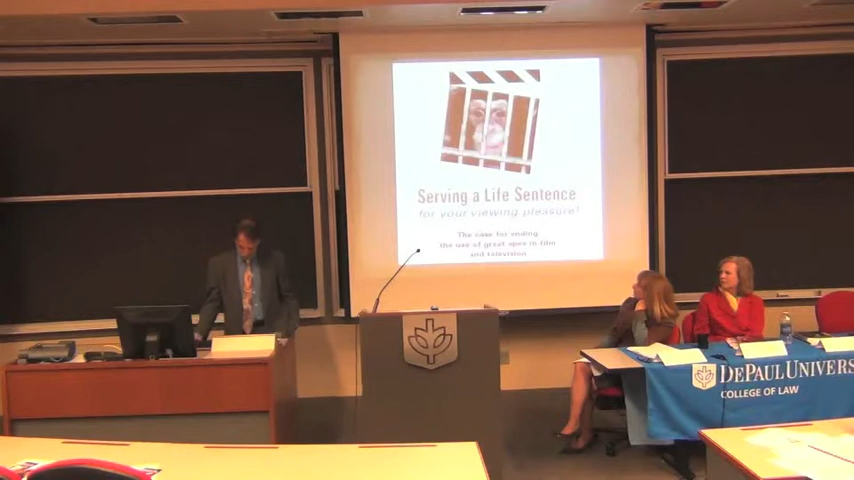 Serving a Life Sentence
for your viewing pleasure!
The case for ending
the use of great apes in film
and television
DEPAUL UNIVERS
COLLEGE OF LAW